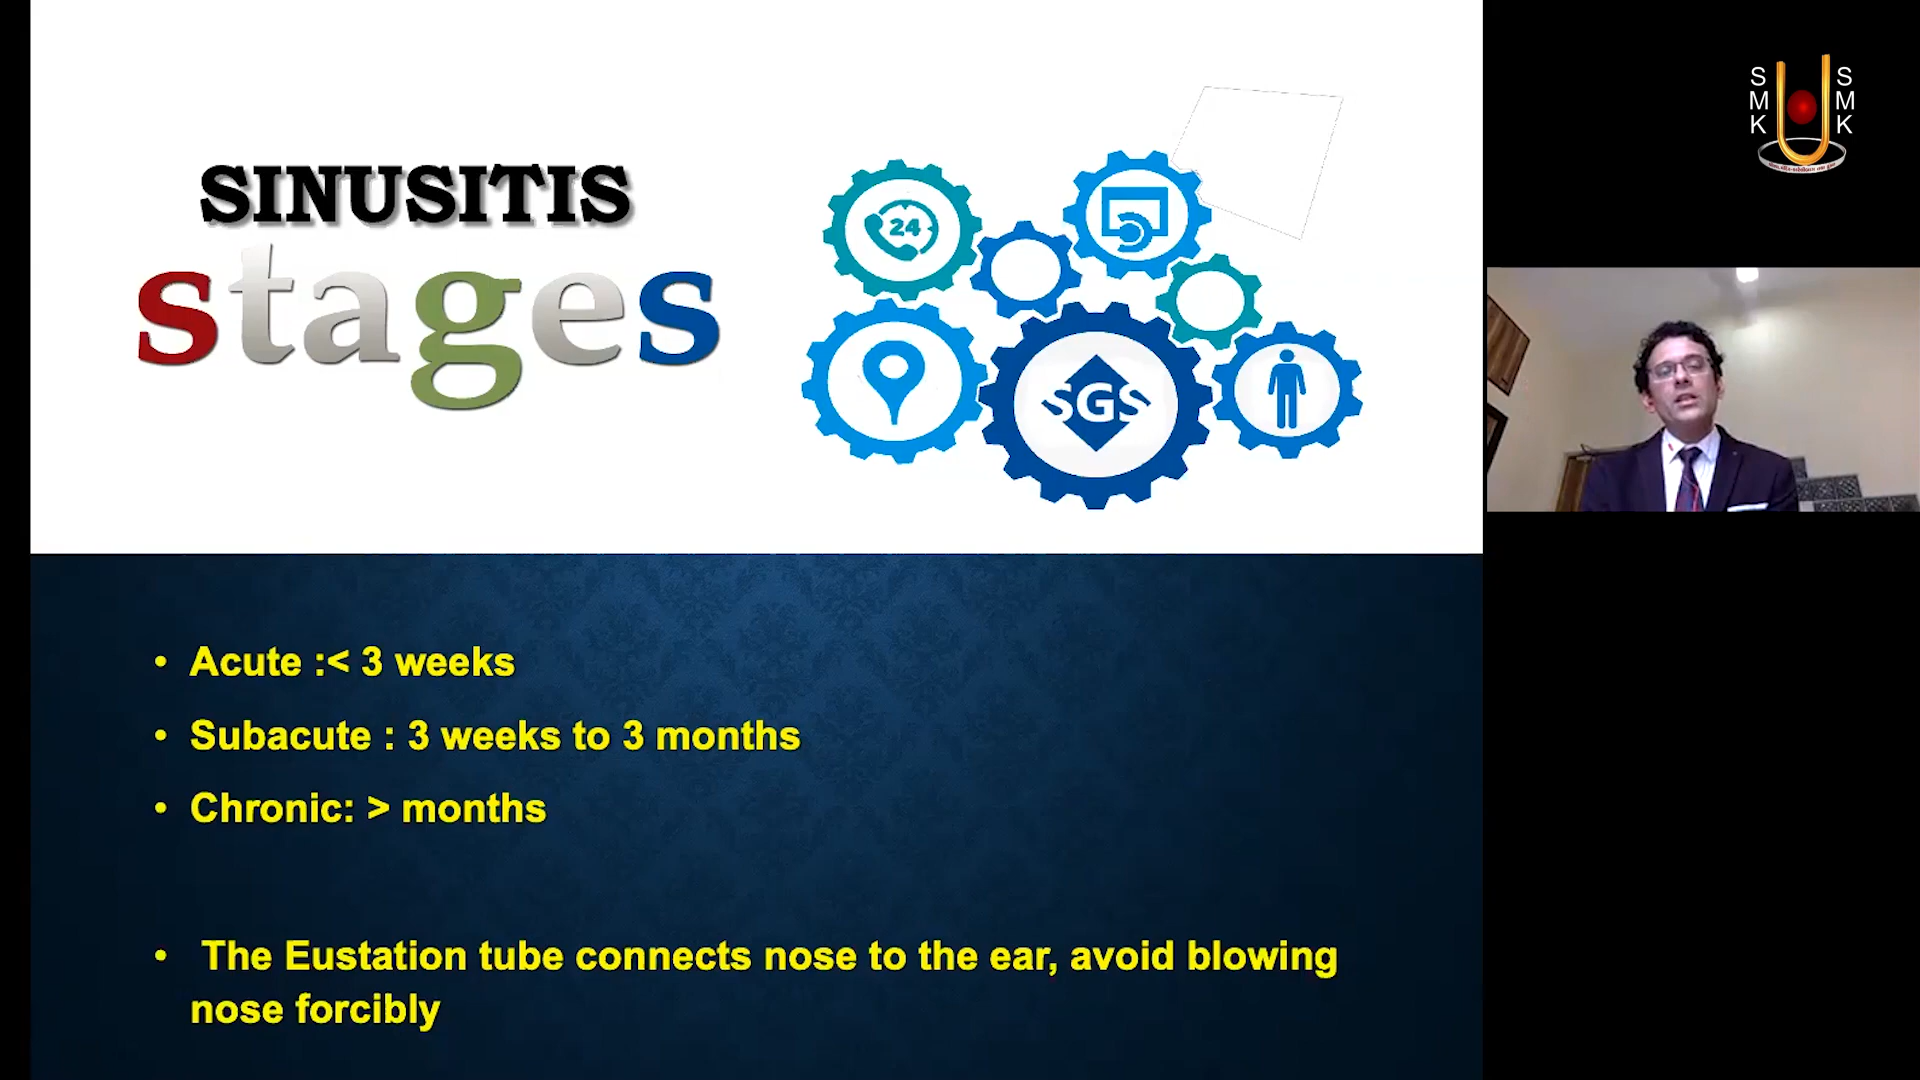 SINUSITIS
stages
24
SGS
• Acute :< 3 weeks
• Subacute : 3 weeks to 3 months
• Chronic: > months
• The Eustation tube connects nose to the ear, avoid blowing
nose forcibly
S
M
K
S
M
K